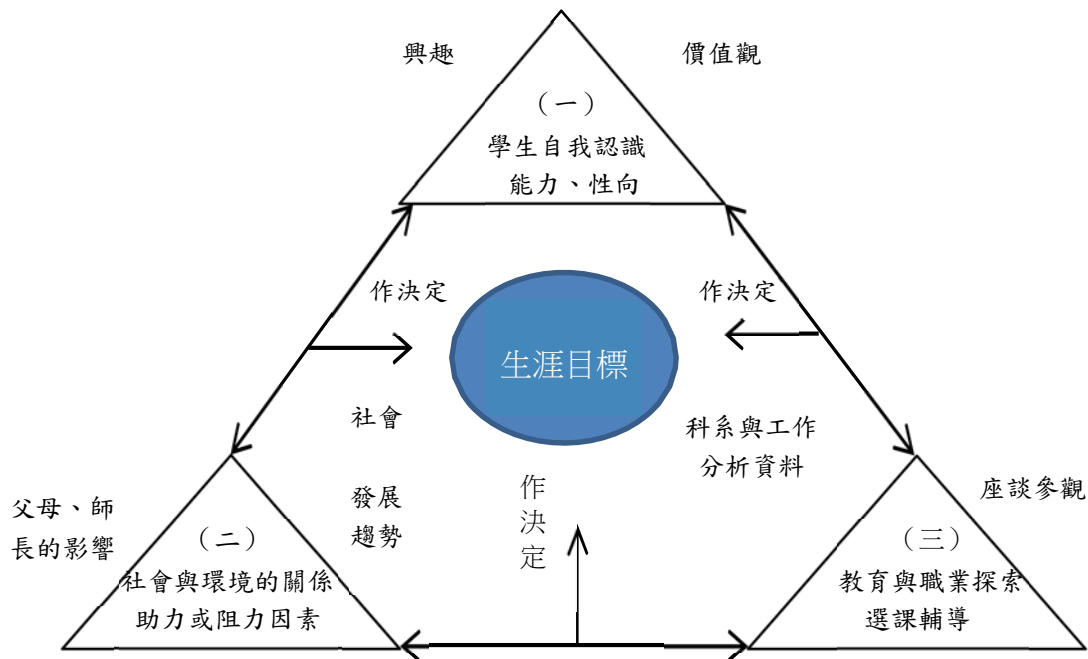 興趣
價值觀
（一）
學生自我認識
能力、性向
作決定
作決定
生涯目標
社會
發展
趨勢
科系與工作
分析資料
作
決
定
父母、師
長的影響
（二）
社會與環境的關係
助力或阻力因素
座談參觀
（三）
教育與職業探索
選課輔導